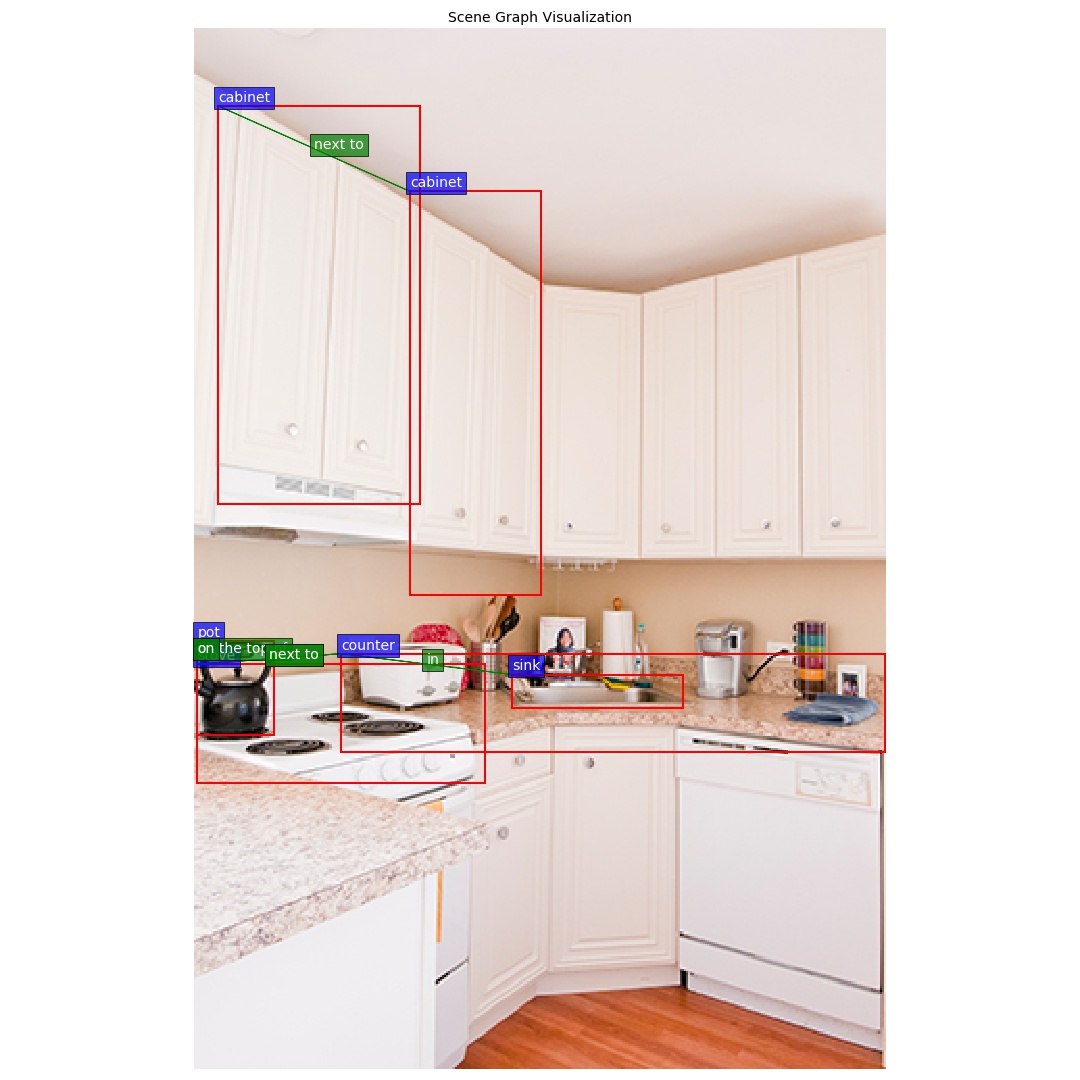 Scene Graph Visualization
cabinet
next to
cabinet
pot
on the top
next to
counter
in
sink